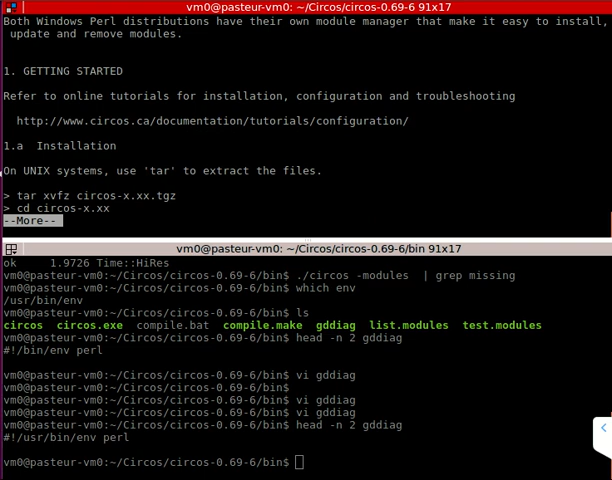 vm0@pasteur-vm0: ~/Circos/circos-0.69-6 91x17
Both Windows Perl distributions have their own module manager that make it easy to install,
update and remove modules.
1. GETTING STARTED
Refer to online tutorials for installation, configuration and troubleshooting
http://www.circos.ca/documentation/tutorials/configuration/
1.a  Installation
On UNIX systems, use 'tar' to extract the files.
> tar xvfz circos-x.xx.tgz
> cd circos-x.xx
--More--
vm0@pasteur-vm0: ~/Circos/circos-0.69-6/bin 91x17
ok     1.9726 Time::HiRes
vm0@pasteur-vm0:~/Circos/circos-0.69-6/bin$ ./circos -modules  | grep missing
vm0@pasteur-vm0:~/Circos/circos-0.69-6/bin$ which env
/usr/bin/env
vm0@pasteur-vm0:~/Circos/circos-0.69-6/bin$ ls
circos  circos.exe  compile.bat  compile.make  gddiag  list.modules  test.modules
vm0@pasteur-vm0:~/Circos/circos-0.69-6/bin$ head -n 2 gddiag
#!/bin/env perl
vm0@pasteur-vm0:~/Circos/circos-0.69-6/bin$ vi gddiag
vm0@pasteur-vm0:~/Circos/circos-0.69-6/bin$
vm0@pasteur-vm0:~/Circos/circos-0.69-6/bin$ vi gddiag
vm0@pasteur-vm0:~/Circos/circos-0.69-6/bin$ vi gddiag
vm0@pasteur-vm0:~/Circos/circos-0.69-6/bin$ head -n 2 gddiag
#!/usr/bin/env perl
vm0@pasteur-vm0:~/Circos/circos-0.69-6/bin$